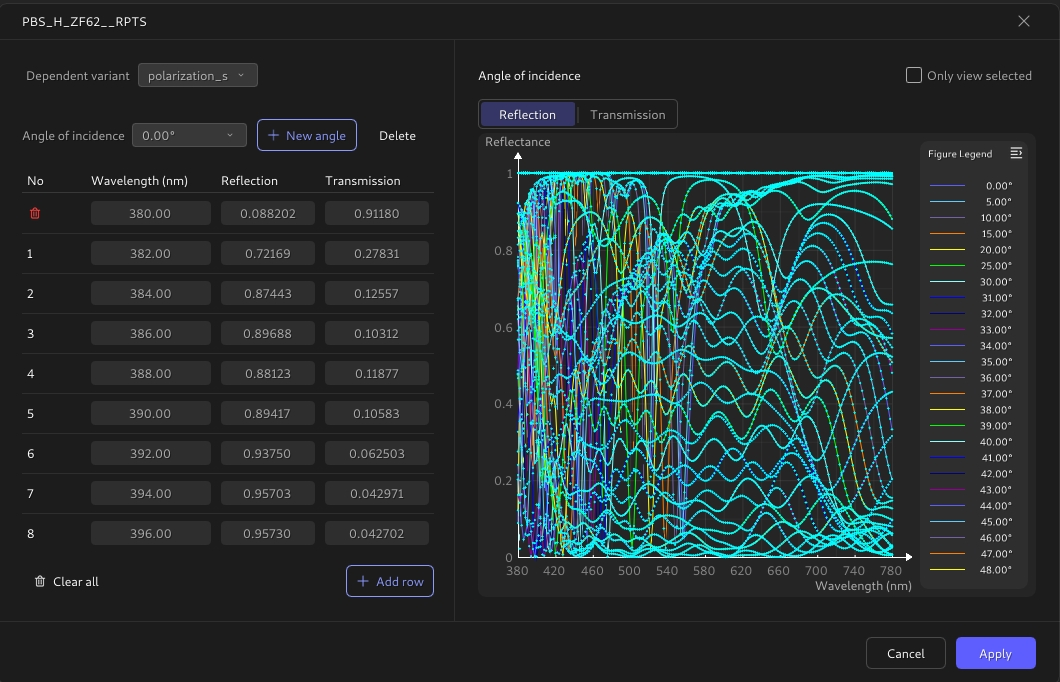 PBS_H_ZF62__RPTS
Dependent variant polarization_s
Angle of incidence 0.00° + New angle Delete
No Wavelength (nm) Reflection Transmission
380.00 0.088202 0.91180
1 382.00 0.72169 0.27831
2 384.00 0.87443 0.12557
3 386.00 0.89688 0.10312
4 388.00 0.88123 0.11877
5 390.00 0.89417 0.10583
6 392.00 0.93750 0.062503
7 394.00 0.95703 0.042971
8 396.00 0.95730 0.042702
Clear all + Add row
Angle of incidence Only view selected
Reflection Transmission
Reflectance
1
0.8
0.6
0.4
0.2
0
380 420 460 500 540 580 620 660 700 740 780
Wavelength (nm)
Figure Legend
0.00°
5.00°
10.00°
15.00°
20.00°
25.00°
30.00°
31.00°
32.00°
33.00°
34.00°
35.00°
36.00°
37.00°
38.00°
39.00°
40.00°
41.00°
42.00°
43.00°
44.00°
45.00°
46.00°
47.00°
48.00°
Cancel Apply